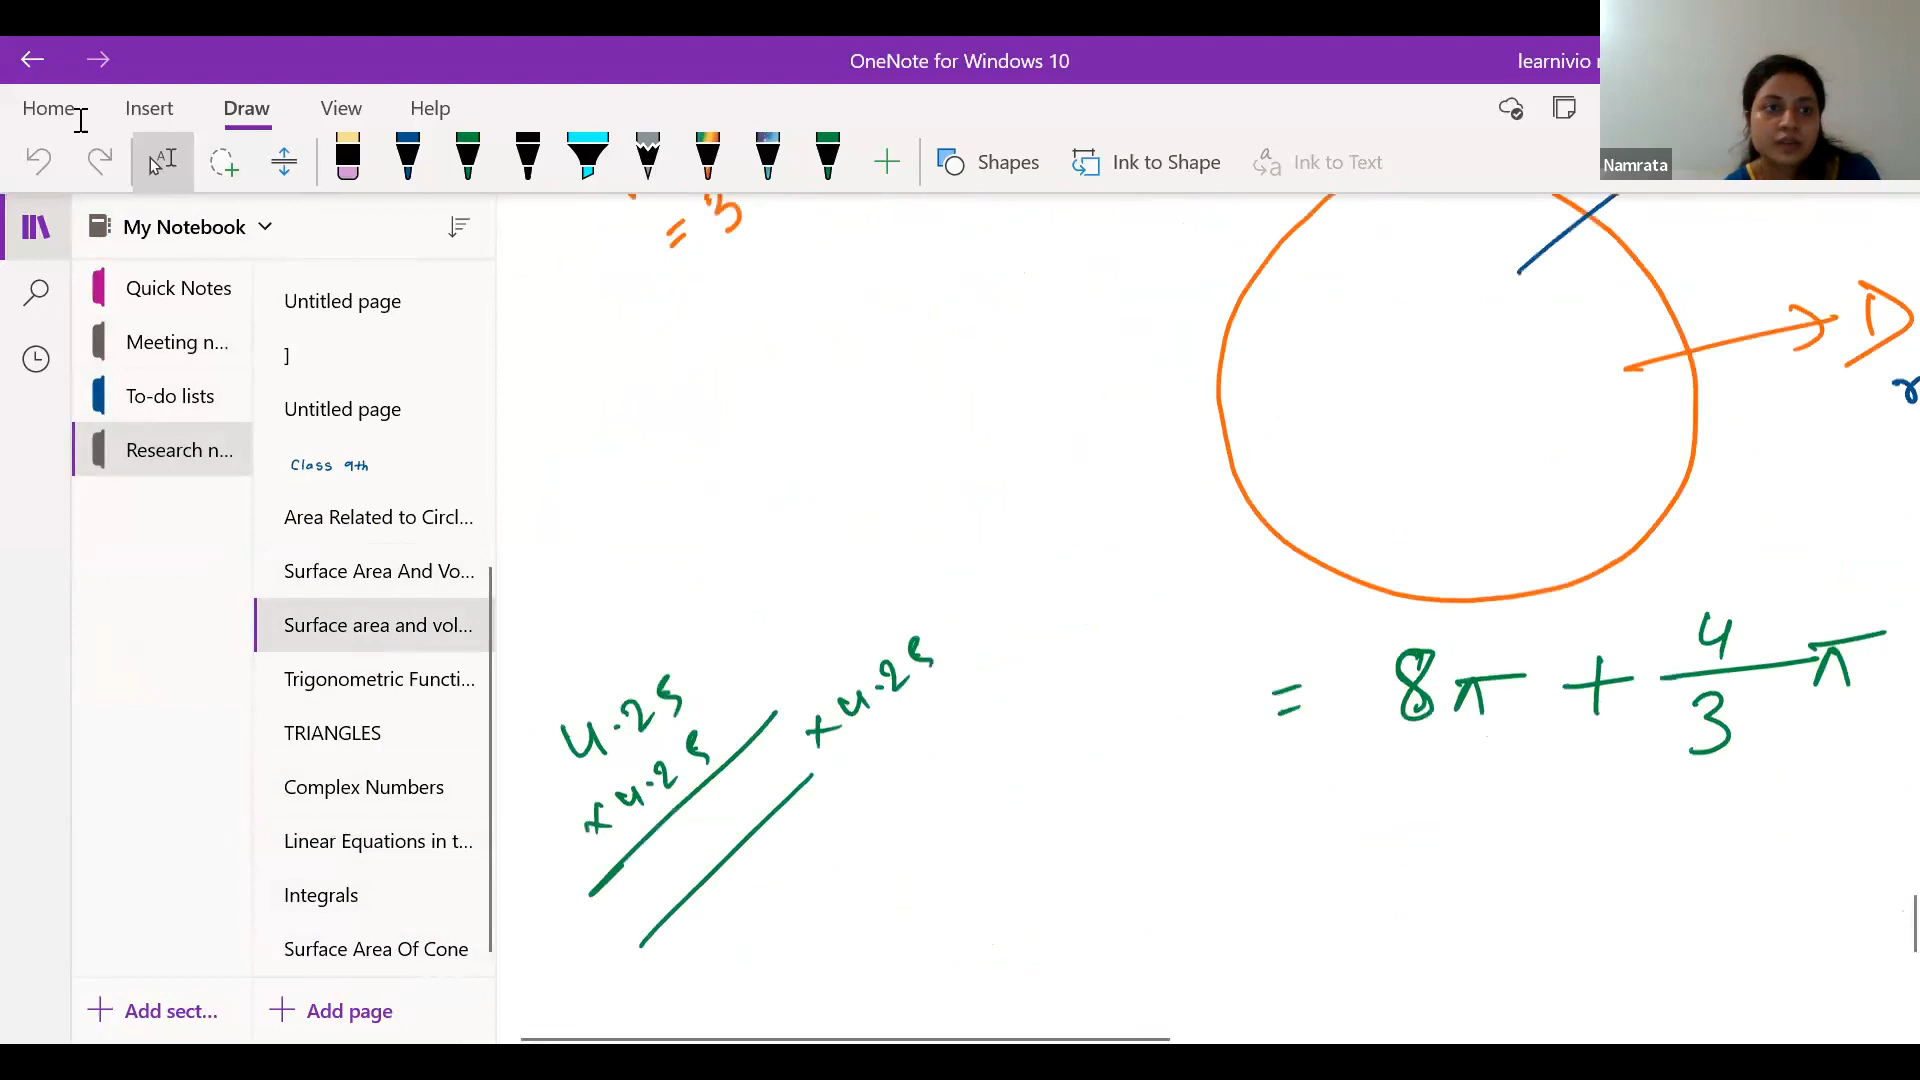 OneNote for Windows 10
learnivio
Home Insert Draw View Help
Shapes Ink to Shape Ink to Text
Namrata
My Notebook
Quick Notes
Meeting n...
To-do lists
Research n...
Untitled page
]
Untitled page
Class 9th
Area Related to Circl...
Surface Area And Vo...
Surface area and vol...
Trigonometric Functi...
TRIANGLES
Complex Numbers
Linear Equations in t...
Integrals
Surface Area Of Cone
Add sect...
Add page
= 3
D
r
4.25
+4.25
+4.25
= 8π + 4/3 π